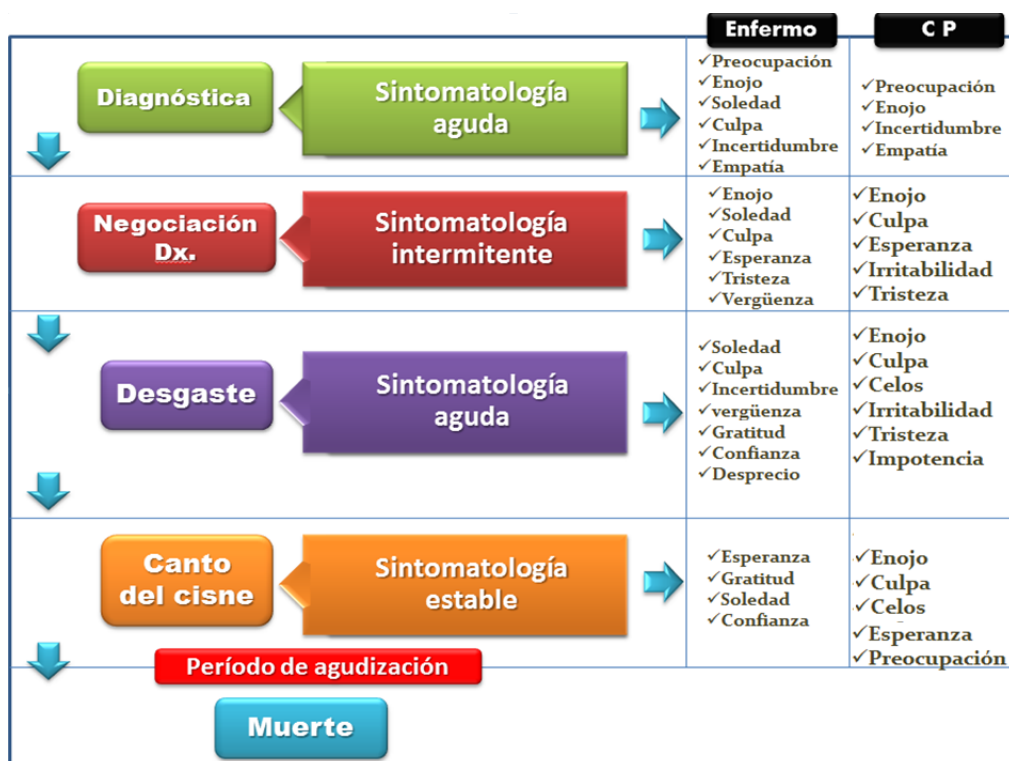 Enfermo
C P
Diagnóstica
Sintomatología
aguda
✓Preocupación
✓Enojo
✓Soledad
✓Culpa
✓Incertidumbre
✓Empatía
✓Preocupación
✓Enojo
✓Incertidumbre
✓Empatía
Negociación
Dx.
Sintomatología
intermitente
✓Enojo
✓Soledad
✓Culpa
✓Esperanza
✓Tristeza
✓Vergüenza
✓Enojo
✓Culpa
✓Esperanza
✓Irritabilidad
✓Tristeza
Desgaste
Sintomatología
aguda
✓Soledad
✓Culpa
✓Incertidumbre
✓vergüenza
✓Gratitud
✓Confianza
✓Desprecio
✓Enojo
✓Culpa
✓Celos
✓Irritabilidad
✓Tristeza
✓Impotencia
Canto
del cisne
Sintomatología
estable
✓Esperanza
✓Gratitud
✓Soledad
✓Confianza
✓Enojo
✓Culpa
✓Celos
✓Esperanza
✓Preocupación
Período de agudización
Muerte